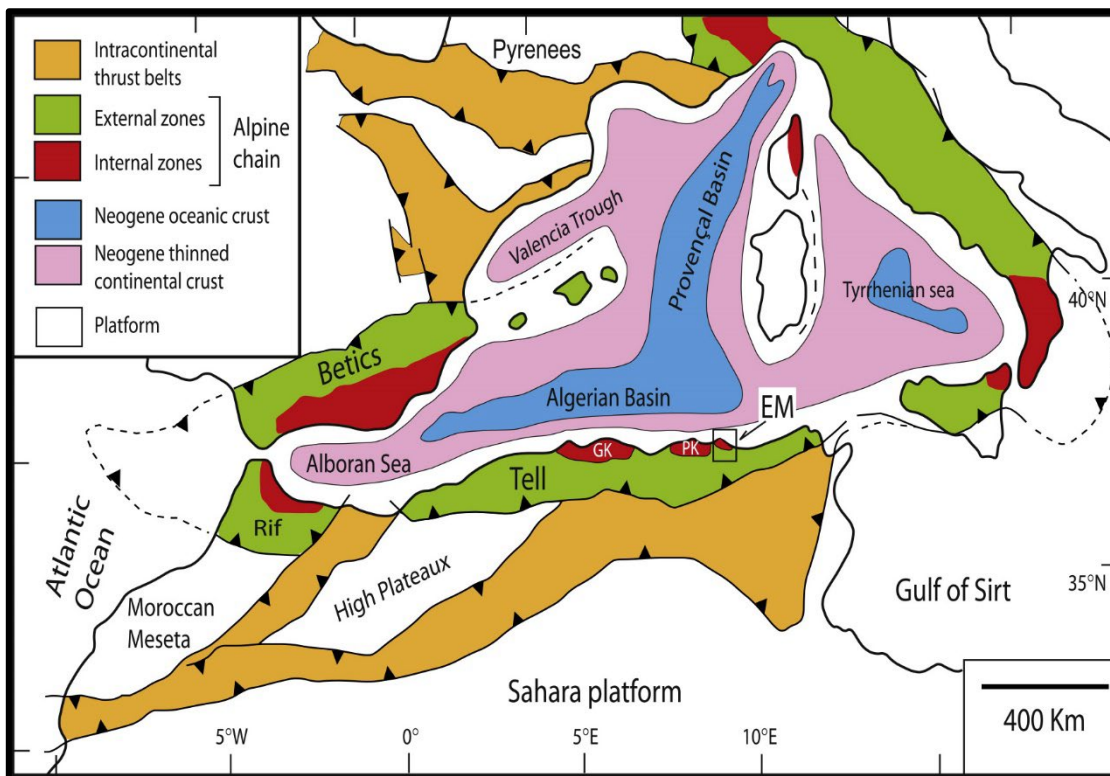 Intracontinental
thrust belts
External zones
Alpine
chain
Internal zones
Neogene oceanic crust
Neogene thinned
continental crust
Platform
Pyrenees
Valencia Trough
Provençal Basin
Tyrrhenian sea
40°N
Betics
Algerian Basin
EM
GK
PK
Alboran Sea
Tell
Rif
Atlantic
Ocean
High Plateaux
35°N
Gulf of Sirt
Moroccan
Meseta
Sahara platform
400 Km
5°W
0°
5°E
10°E